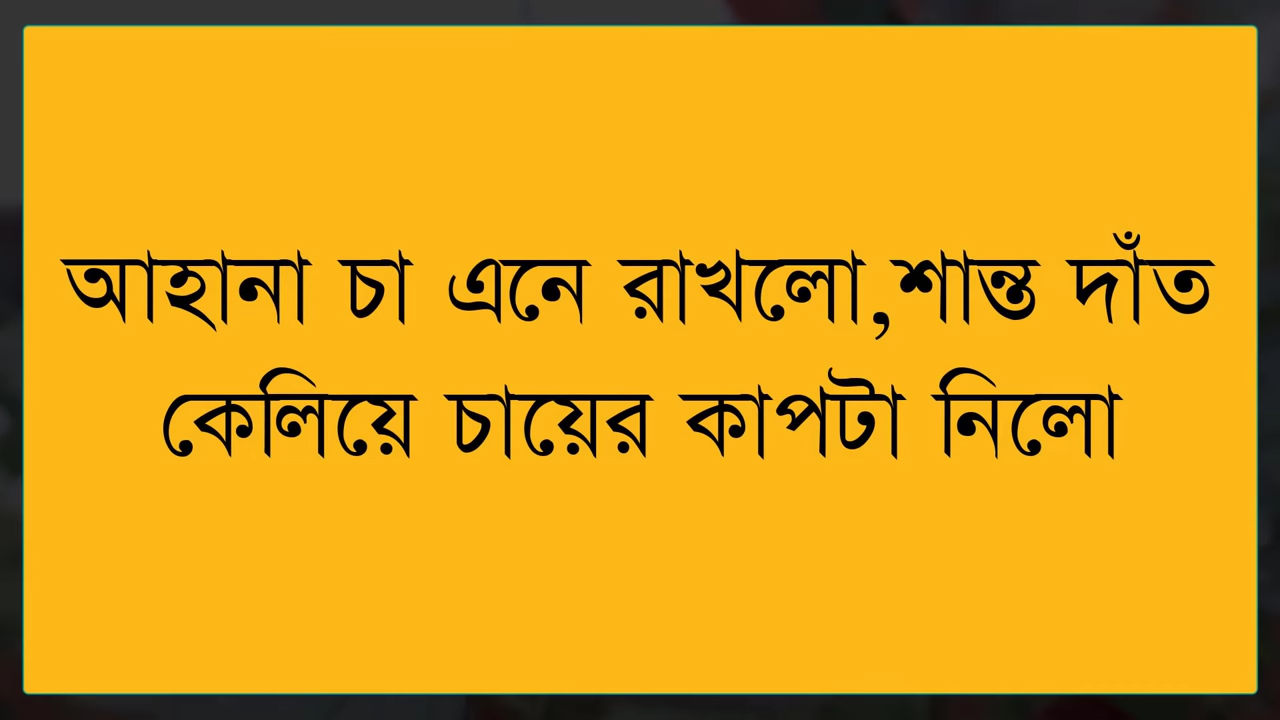 আহানা চা এনে রাখলো,শান্ত দাঁত
কেলিয়ে চায়ের কাপটা নিলো